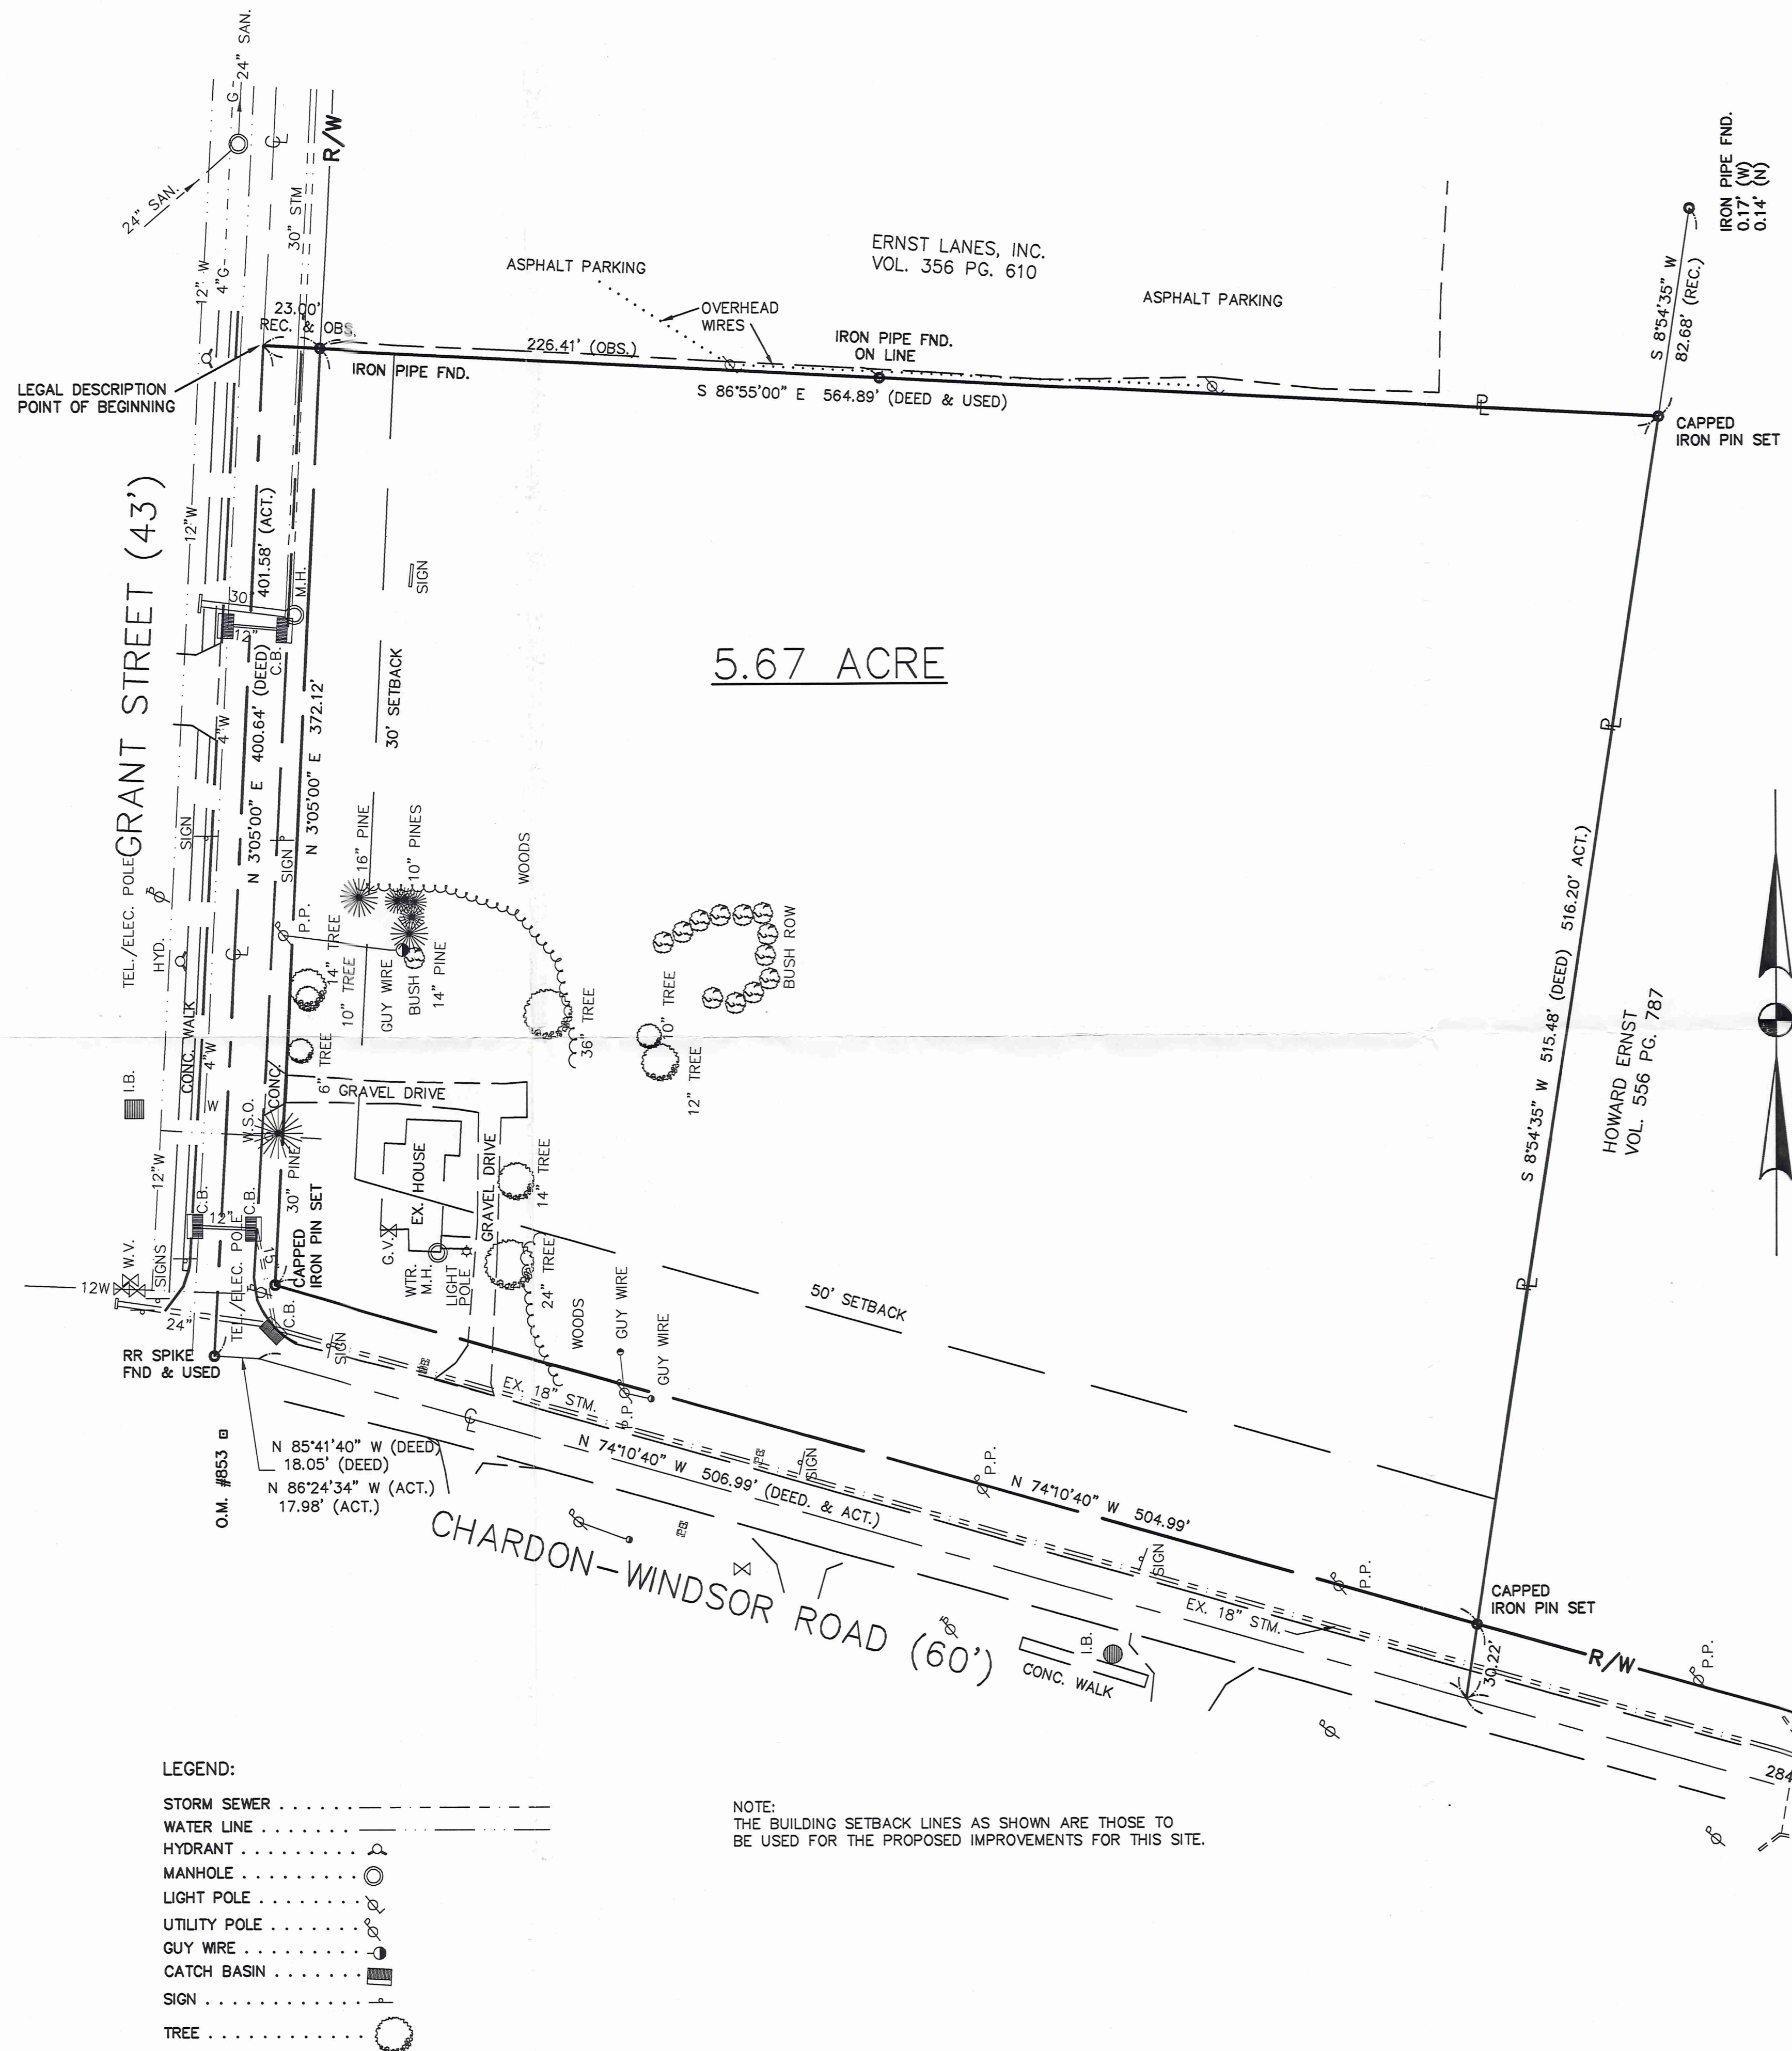 24" SAN.
G
24" SAN.
R/W
30" STM
12" W
4"G
23.00'
REC. & OBS.
IRON PIPE FND.
LEGAL DESCRIPTION
POINT OF BEGINNING
ASPHALT PARKING
OVERHEAD
WIRES
ERNST LANES, INC.
VOL. 356 PG. 610
ASPHALT PARKING
226.41' (OBS.)
IRON PIPE FND.
ON LINE
S 86°55'00" E 564.89' (DEED & USED)
IRON PIPE FND.
0.17' (W)
0.14' (N)
S 8°54'35" W
82.68' (REC.)
CAPPED
IRON PIN SET
GRANT STREET (43')
12"W
401.58' (ACT.)
M.H.
30"
12"
C.B.
SIGN
N 3°05'00" E 400.64' (DEED)
N 3°05'00" E 372.12'
30' SETBACK
5.67 ACRE
4"W
SIGN
SIGN
16" PINE
10" PINES
WOODS
TEL./ELEC. POLE
HYD.
P.P.
14" TREE
10" TREE
GUY WIRE
BUSH
14" PINE
36" TREE
10" TREE
12" TREE
BUSH ROW
S 8°54'35" W 515.48' (DEED) 516.20' ACT.)
HOWARD ERNST
VOL. 556 PG. 787
I.B.
CONC. WALK
4"W
W
W.S.O.
CONC.
6" TREE
GRAVEL DRIVE
EX. HOUSE
GRAVEL DRIVE
14" TREE
12"W
C.B.
12"
C.B.
30" PINE
CAPPED
IRON PIN SET
G.V.
WTR.
M.H.
LIGHT
POLE
24" TREE
WOODS
GUY WIRE
GUY WIRE
50' SETBACK
12W
W.V.
SIGNS
TEL./ELEC. POLE
15"
C.B.
24"
SIGN
RR SPIKE
FND & USED
EX. 18" STM.
P.P.
O.M. #853
N 85°41'40" W (DEED)
18.05' (DEED)
N 86°24'34" W (ACT.)
17.98' (ACT.)
N 74°10'40" W 506.99' (DEED. & ACT.)
SIGN
P.P.
N 74°10'40" W 504.99'
CHARDON-WINDSOR ROAD (60')
SIGN
P.P.
EX. 18" STM.
CAPPED
IRON PIN SET
30.22'
R/W
P.P.
I.B.
CONC. WALK
284
LEGEND:
STORM SEWER . . . . . .
WATER LINE . . . . . . .
HYDRANT . . . . . . . . .
MANHOLE . . . . . . . . .
LIGHT POLE . . . . . . . .
UTILITY POLE . . . . . . .
GUY WIRE . . . . . . . . .
CATCH BASIN . . . . . . .
SIGN . . . . . . . . . . . .
TREE . . . . . . . . . . . .
NOTE:
THE BUILDING SETBACK LINES AS SHOWN ARE THOSE TO
BE USED FOR THE PROPOSED IMPROVEMENTS FOR THIS SITE.